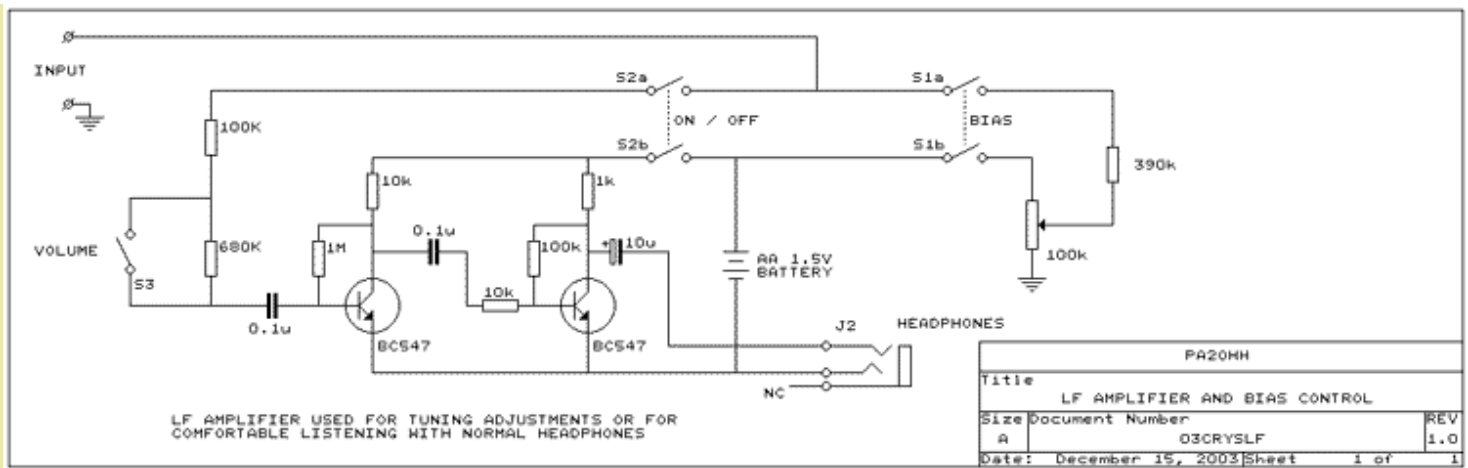 INPUT
S2a
S1a
100K
ON / OFF
BIAS
S2b
S1b
390k
10k
1k
VOLUME
680K
1M
0.1u
100k
+
10u
AA 1.5V
BATTERY
100k
S3
10k
0.1u
BC547
BC547
J2
HEADPHONES
NC
LF AMPLIFIER USED FOR TUNING ADJUSTMENTS OR FOR
COMFORTABLE LISTENING WITH NORMAL HEADPHONES
PA2OHH
Title
LF AMPLIFIER AND BIAS CONTROL
Size Document Number REV
A 03CRYSLF 1.0
Date: December 15, 2003 Sheet 1 of 1